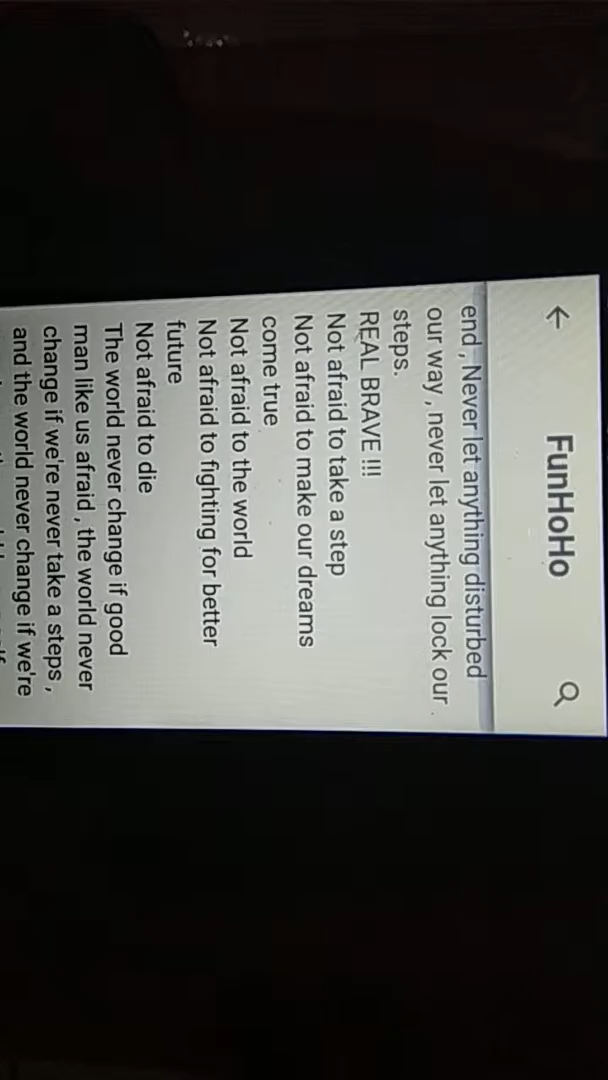 FunHoHo
end , Never let anything disturbed
our way , never let anything lock our
steps.
REAL BRAVE !!!
Not afraid to take a step
Not afraid to make our dreams
come true
Not afraid to the world
Not afraid to fighting for better
future
Not afraid to die
The world never change if good
man like us afraid , the world never
change if we're never take a steps ,
and the world never change if we're